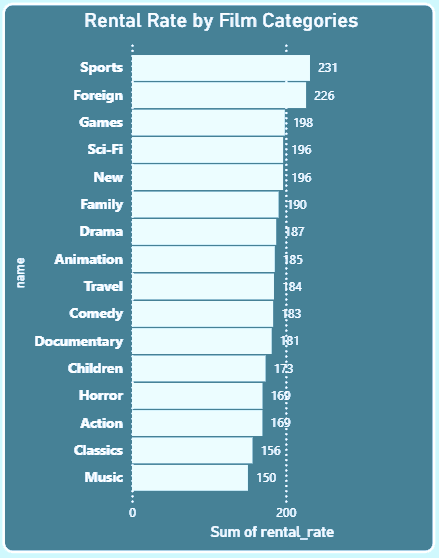 Rental Rate by Film Categories
Sports 231
Foreign 226
Games 198
Sci-Fi 196
New 196
Family 190
Drama 187
Animation 185
Travel 184
Comedy 183
Documentary 181
Children 173
Horror 169
Action 169
Classics 156
Music 150
name
0 200
Sum of rental_rate